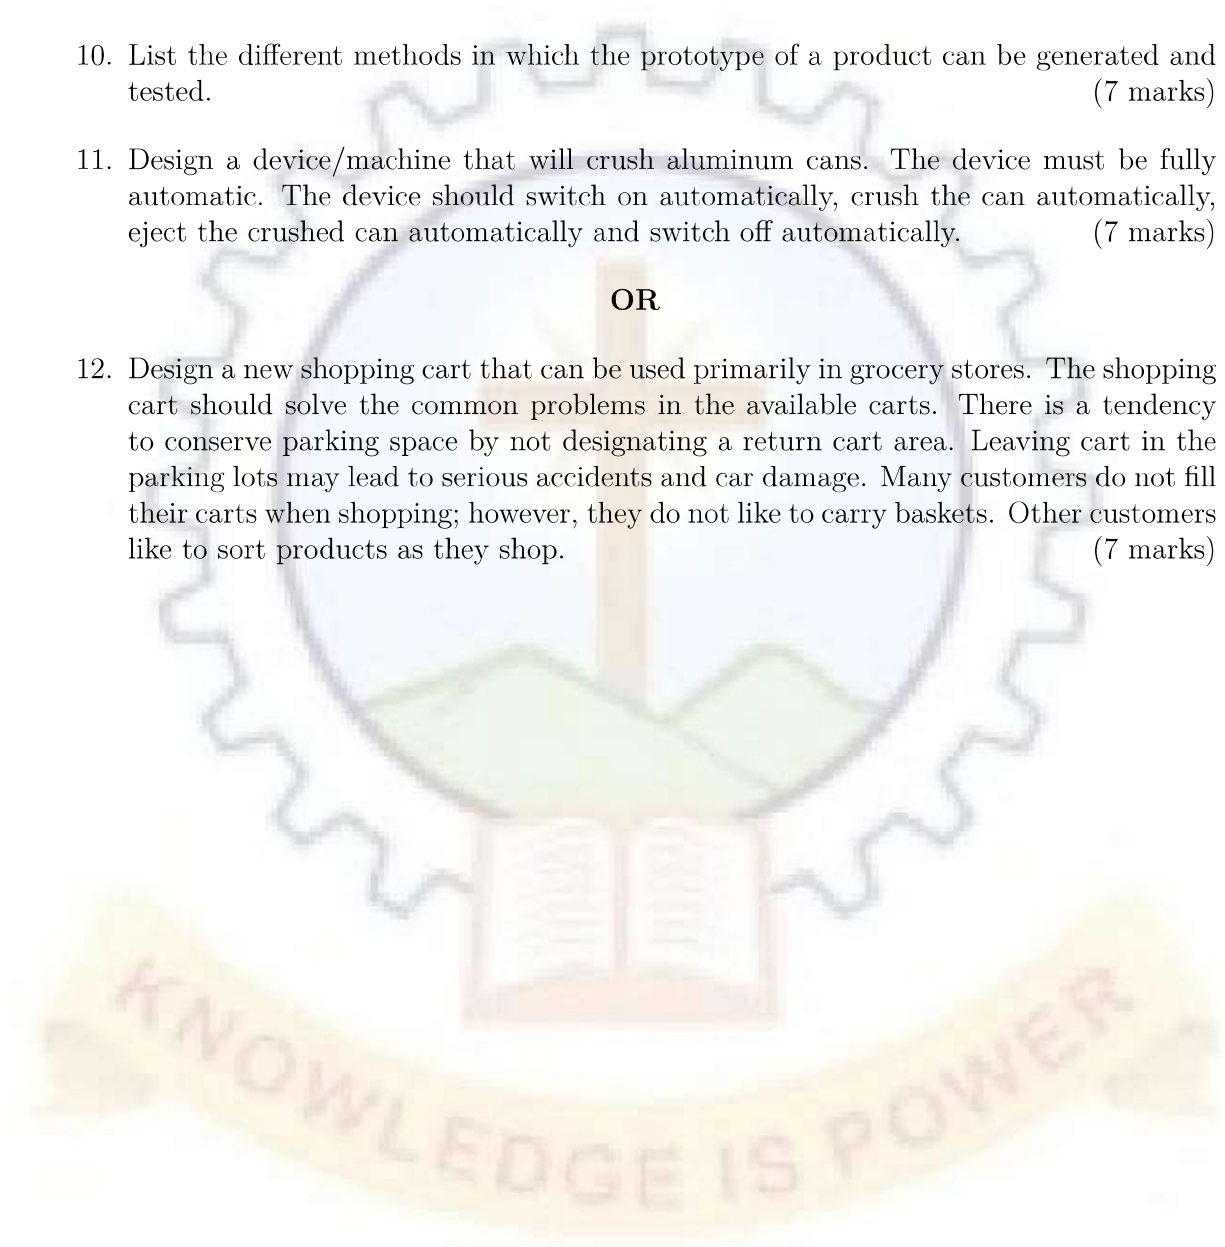 10. List the different methods in which the prototype of a product can be generated and
tested. (7 marks)
11. Design a device/machine that will crush aluminum cans. The device must be fully
automatic. The device should switch on automatically, crush the can automatically,
eject the crushed can automatically and switch off automatically. (7 marks)
OR
12. Design a new shopping cart that can be used primarily in grocery stores. The shopping
cart should solve the common problems in the available carts. There is a tendency
to conserve parking space by not designating a return cart area. Leaving cart in the
parking lots may lead to serious accidents and car damage. Many customers do not fill
their carts when shopping; however, they do not like to carry baskets. Other customers
like to sort products as they shop. (7 marks)
KNOWLEDGE IS POWER